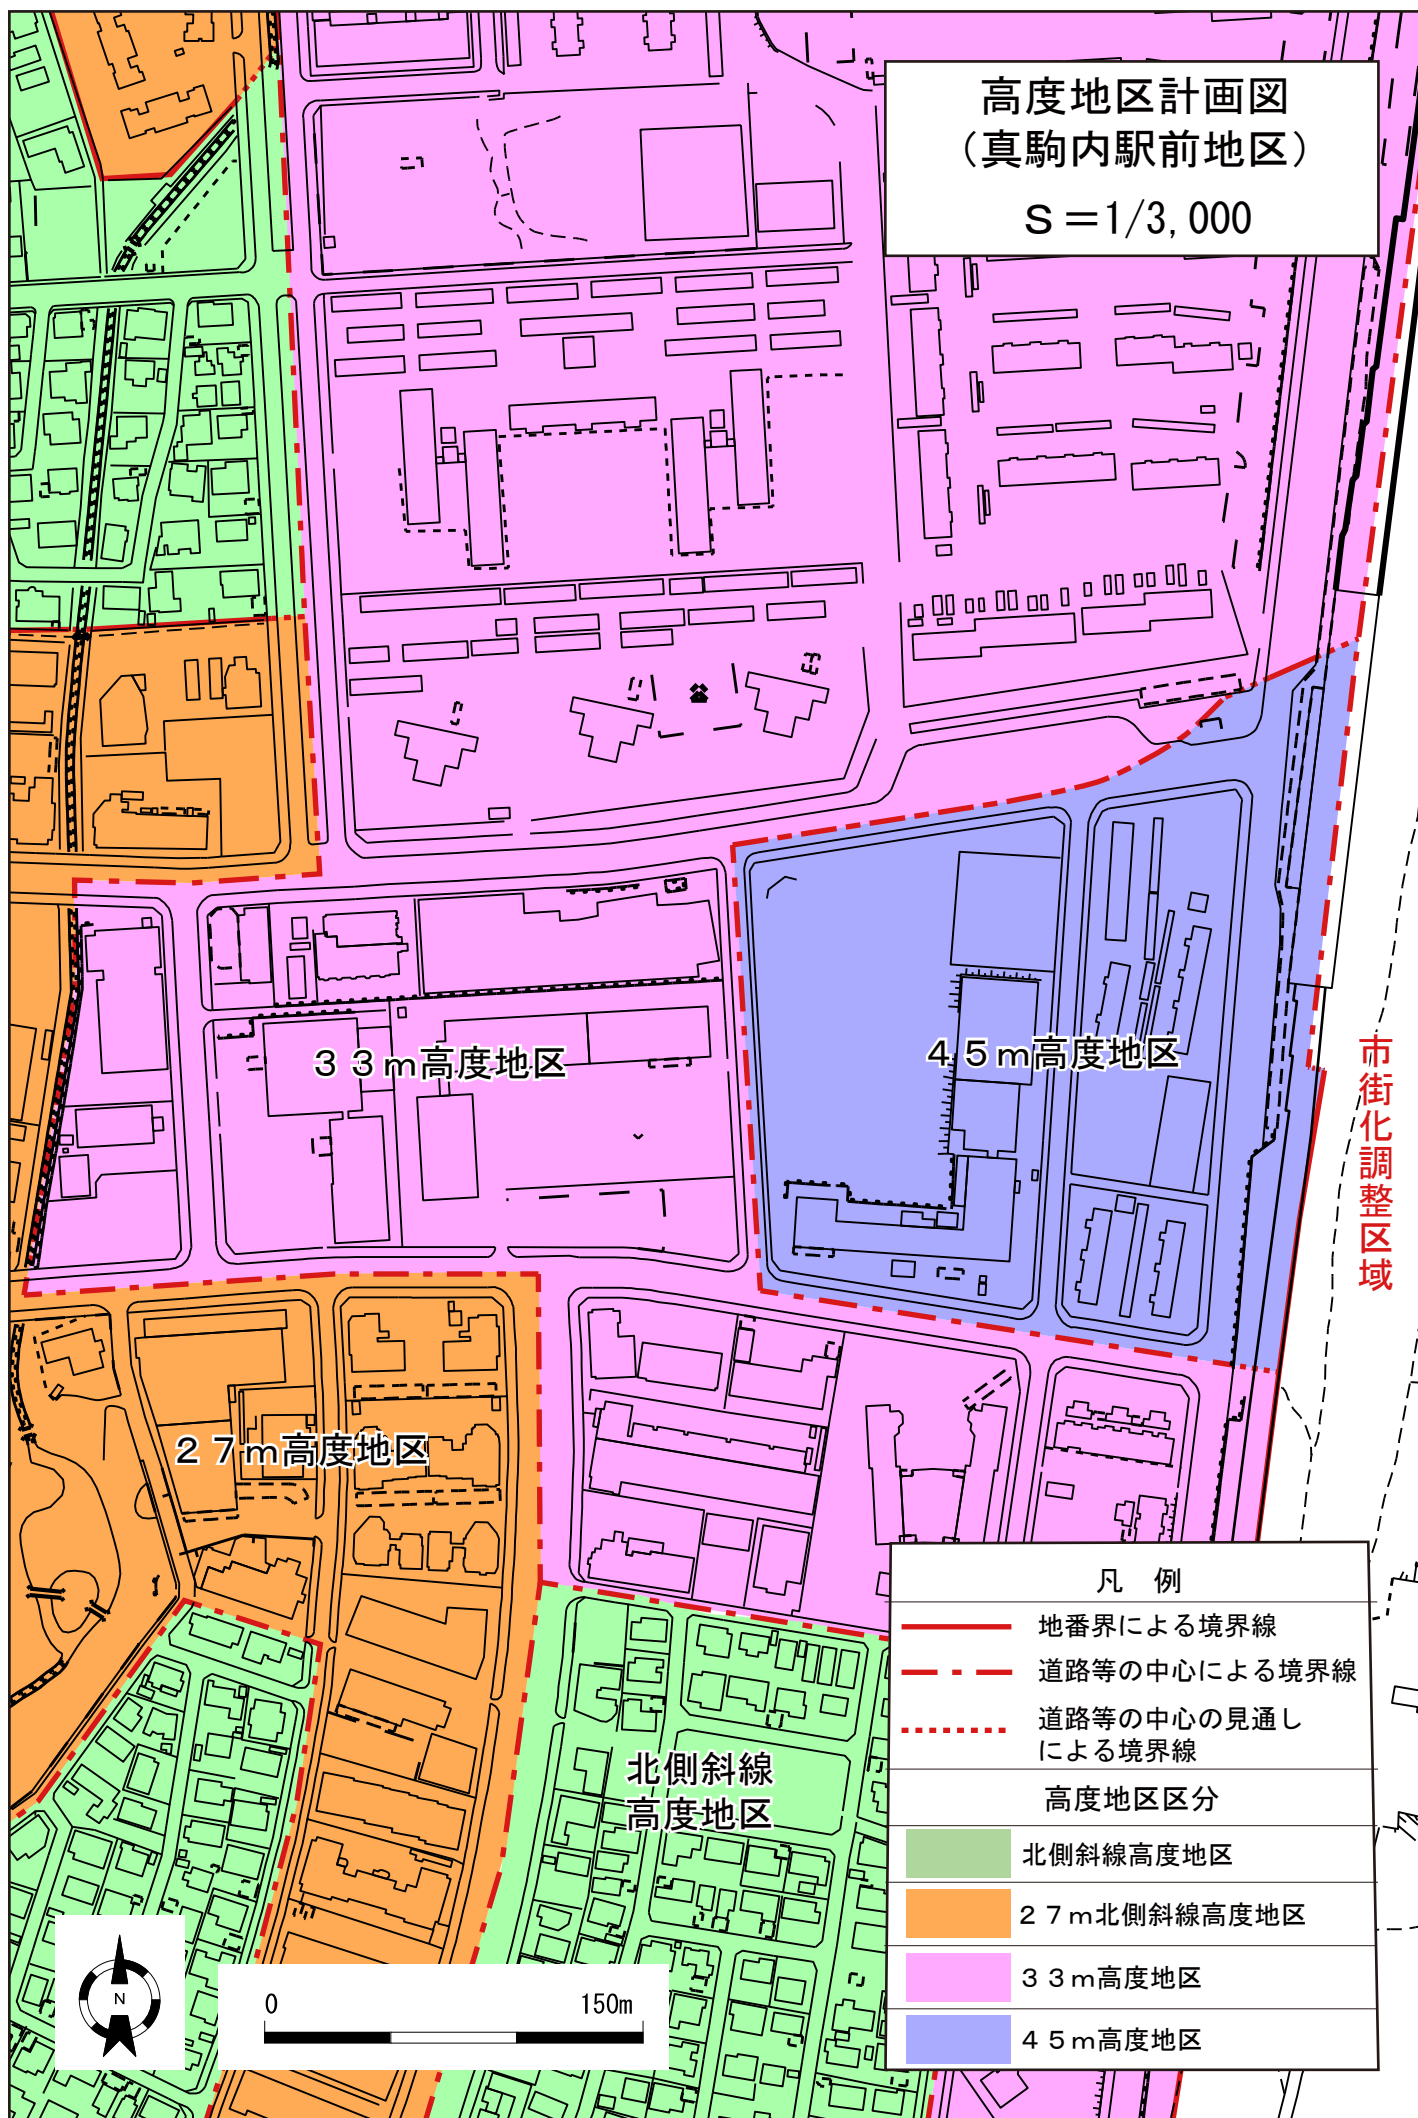 高度地区計画図
（真駒内駅前地区）
S＝1/3,000
３３ｍ高度地区
４５ｍ高度地区
市街化調整区域
２７ｍ高度地区
北側斜線
高度地区
凡　例
地番界による境界線
道路等の中心による境界線
道路等の中心の見通し
による境界線
高度地区区分
北側斜線高度地区
２７ｍ北側斜線高度地区
３３ｍ高度地区
４５ｍ高度地区
N
0 150m